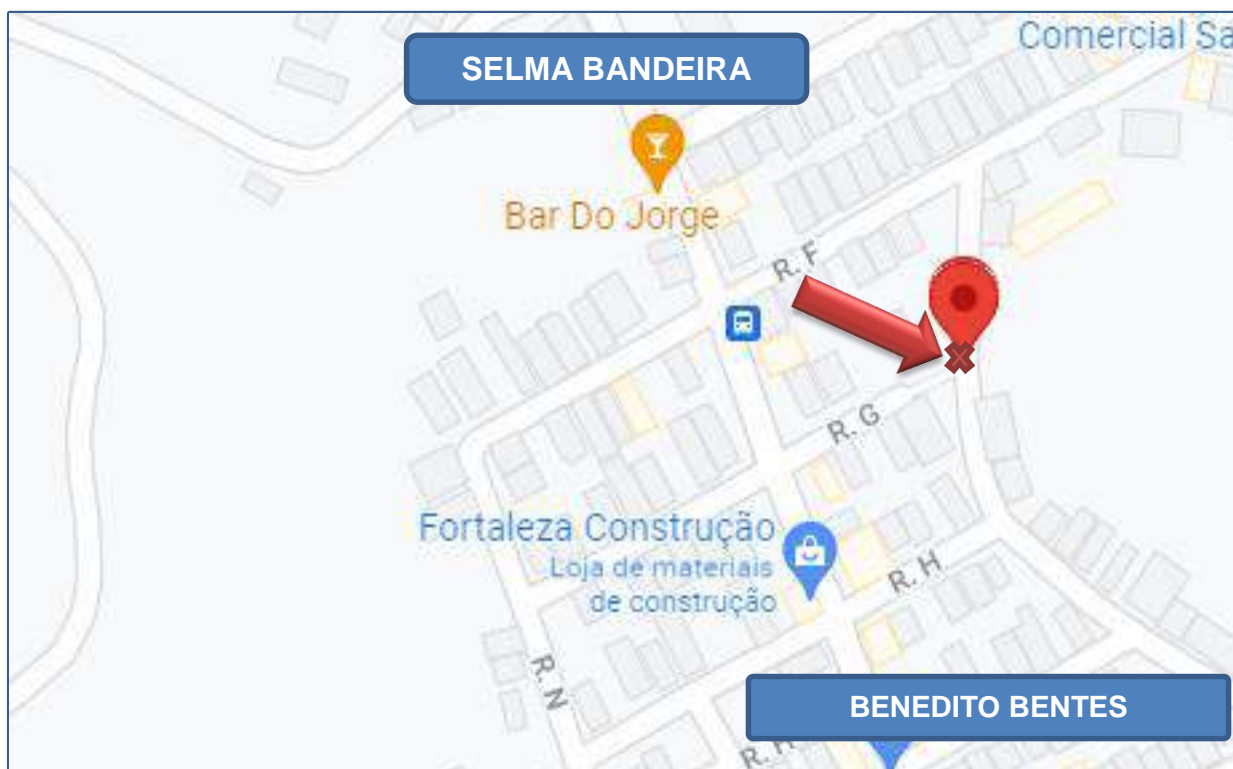 Comercial Sa
SELMA BANDEIRA
Bar Do Jorge
R. F
R. G
Fortaleza Construção
Loja de materiais
de construção
R. H
R. N
BENEDITO BENTES
R. H